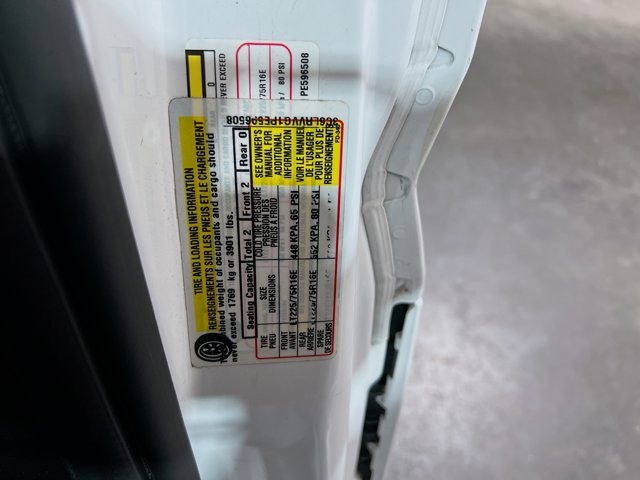 TIRE AND LOADING INFORMATION
RENSEIGNEMENTS SUR LES PNEUS ET LE CHARGEMENT
bined weight of occupants and cargo should
never exceed 1769 kg or 3901 lbs.
Seating Capacity Total 2 Front 2 Rear 0
TIRE
PNEU
SIZE
DIMENSIONS
COLD TIRE PRESSURE
PRESSION DES
PNEUS A FROID
FRONT
AVANT
LT225/75R16E
448 KPA, 65 PSI
REAR
ARRIÈRE
LT225/75R16E
552 KPA, 80 PSI
SPARE
DE SECOURS
SEE OWNER'S
MANUAL FOR
ADDITIONAL
INFORMATION
VOIR LE MANUEL
DE L'USAGER
POUR PLUS DE
RENSEIGNEMENTS
PE596508
80 PSI
75R16E